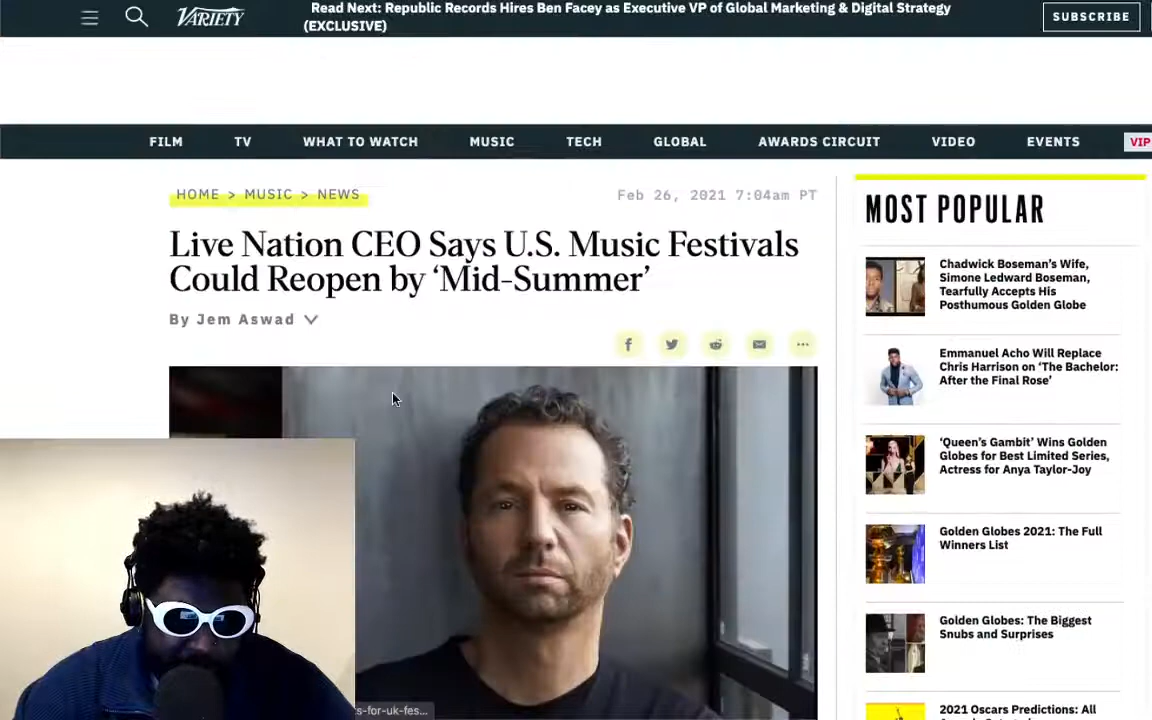 VARIETY
Read Next: Republic Records Hires Ben Facey as Executive VP of Global Marketing & Digital Strategy
(EXCLUSIVE)
SUBSCRIBE
FILM
TV
WHAT TO WATCH
MUSIC
TECH
GLOBAL
AWARDS CIRCUIT
VIDEO
EVENTS
VIP
HOME > MUSIC > NEWS
Feb 26, 2021 7:04am PT
Live Nation CEO Says U.S. Music Festivals
Could Reopen by ‘Mid-Summer’
By Jem Aswad
MOST POPULAR
Chadwick Boseman’s Wife,
Simone Ledward Boseman,
Tearfully Accepts His
Posthumous Golden Globe
Emmanuel Acho Will Replace
Chris Harrison on ‘The Bachelor:
After the Final Rose’
‘Queen’s Gambit’ Wins Golden
Globes for Best Limited Series,
Actress for Anya Taylor-Joy
Golden Globes 2021: The Full
Winners List
Golden Globes: The Biggest
Snubs and Surprises
2021 Oscars Predictions: All
s-for-uk-fes...